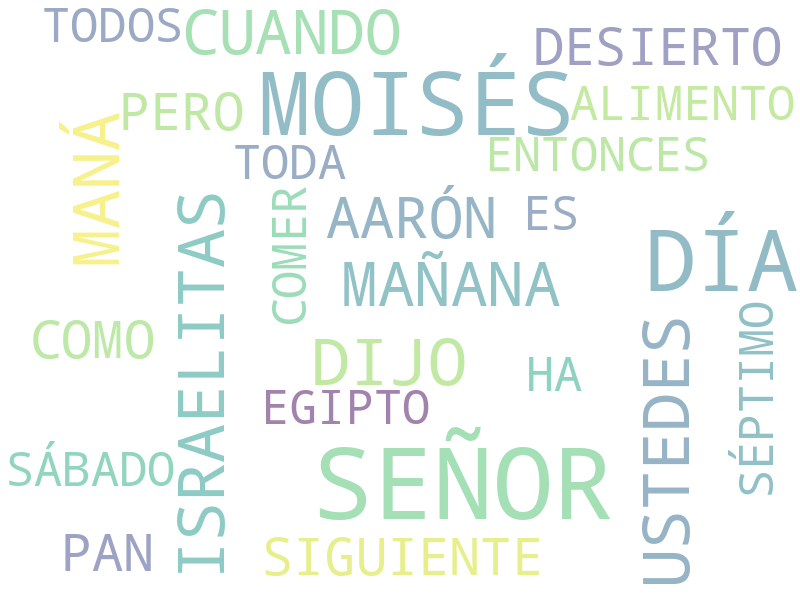 TODOS
CUANDO
DESIERTO
MOISÉS
PERO
ALIMENTO
MANÁ
TODA
ENTONCES
COMER
AARÓN
ES
ISRAELITAS
MAÑANA
DÍA
COMO
DIJO
HA
USTEDES
SÉPTIMO
EGIPTO
SÁBADO
SEÑOR
PAN
SIGUIENTE